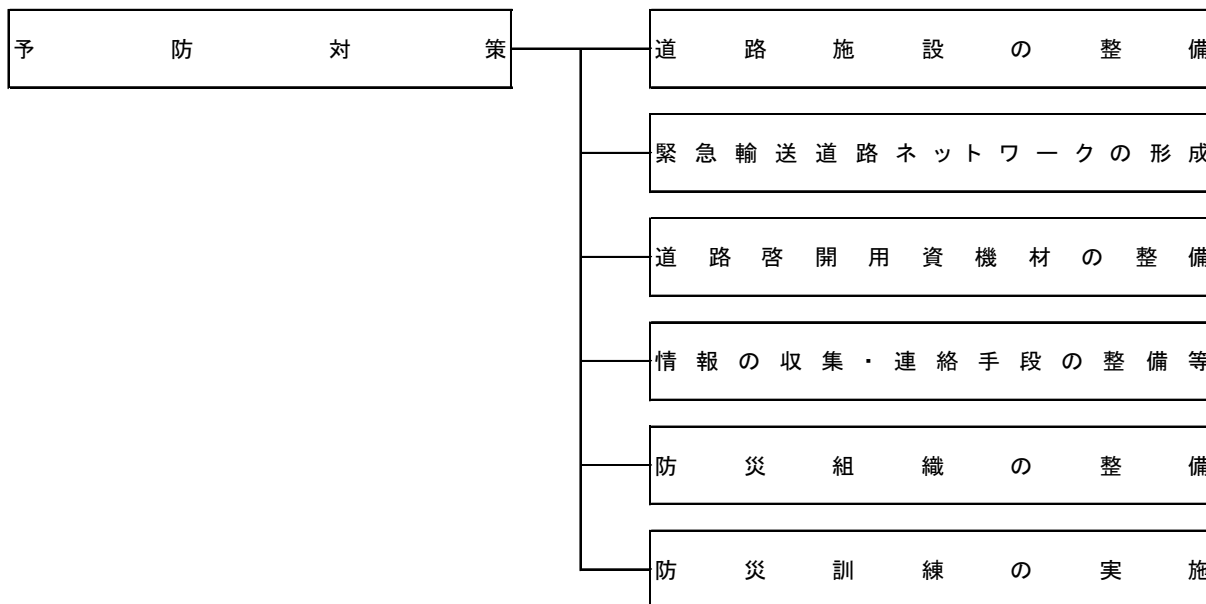 予防対策
道路施設の整備
緊急輸送道路ネットワークの形成
道路啓開用資機材の整備
情報の収集・連絡手段の整備等
防災組織の整備
防災訓練の実施